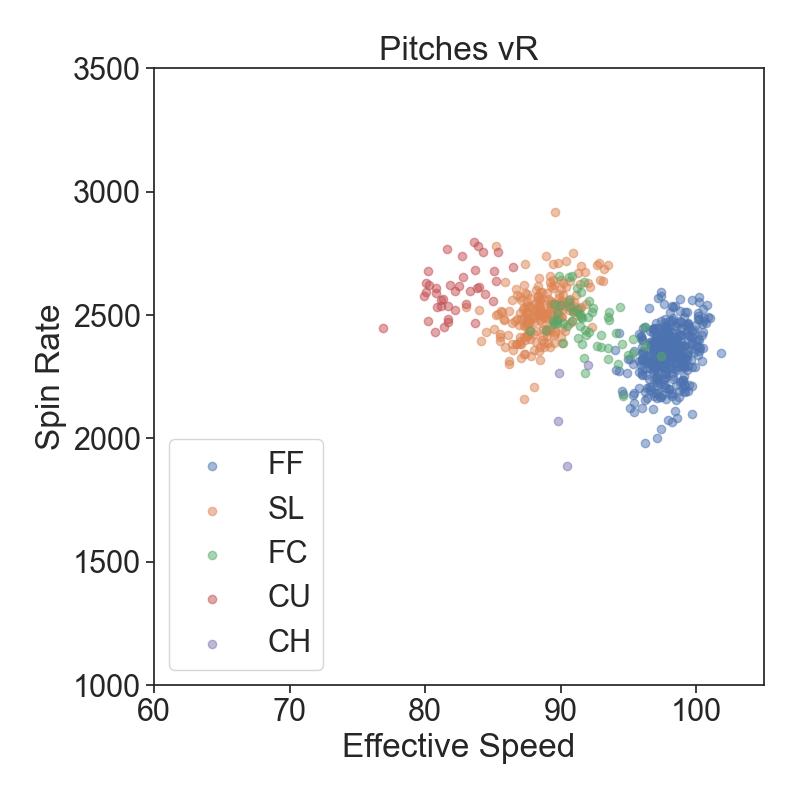 Pitches vR
3500
3000
2500
2000
1500
1000
Spin Rate
FF
SL
FC
CU
CH
60 70 80 90 100
Effective Speed